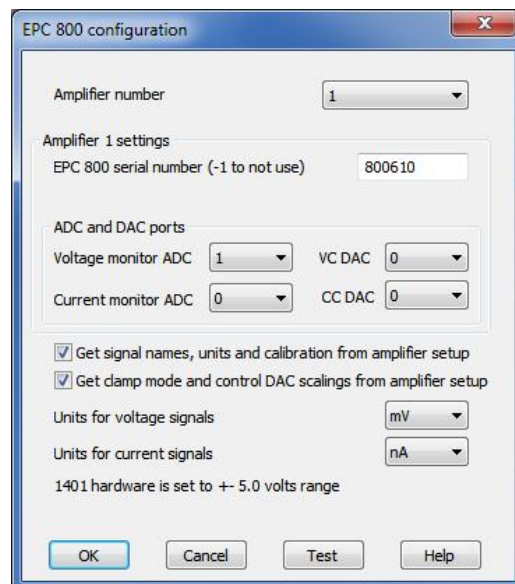 EPC 800 configuration
Amplifier number 1
Amplifier 1 settings
EPC 800 serial number (-1 to not use) 800610
ADC and DAC ports
Voltage monitor ADC 1 VC DAC 0
Current monitor ADC 0 CC DAC 0
Get signal names, units and calibration from amplifier setup
Get clamp mode and control DAC scalings from amplifier setup
Units for voltage signals mV
Units for current signals nA
1401 hardware is set to +- 5.0 volts range
OK Cancel Test Help